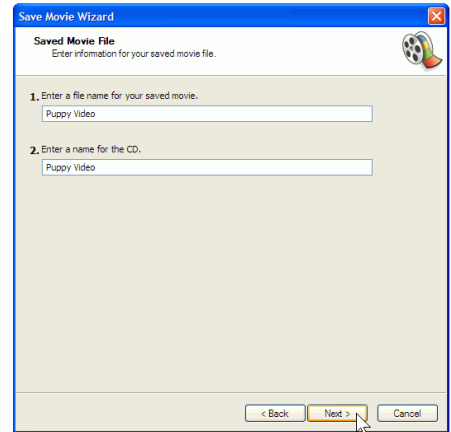 Save Movie Wizard
Saved Movie File
Enter information for your saved movie file.
1. Enter a file name for your saved movie.
Puppy Video
2. Enter a name for the CD.
Puppy Video
< Back Next > Cancel